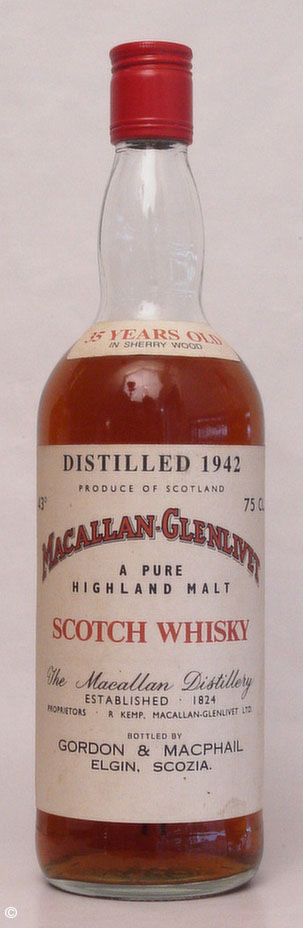 35 YEARS OLD
IN SHERRY WOOD
DISTILLED 1942
PRODUCE OF SCOTLAND
43° 75 CL
MACALLAN-GLENLIVET
A PURE
HIGHLAND MALT
SCOTCH WHISKY
The Macallan Distillery
ESTABLISHED · 1824
PROPRIETORS · R KEMP, MACALLAN-GLENLIVET LTD.
BOTTLED BY
GORDON & MACPHAIL
ELGIN, SCOZIA.
©